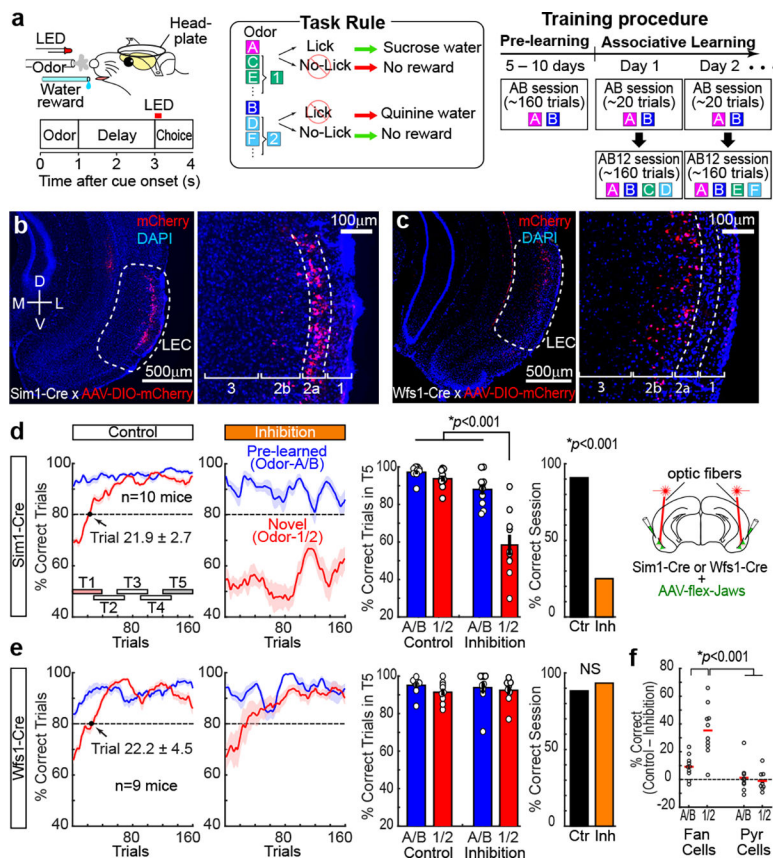 a
LED
Head-
plate
Odor
Water
reward
LED
Odor
Delay
Choice
0 1 2 3 4
Time after cue onset (s)
Task Rule
Odor
A
C
E
1
Lick
No-Lick
Sucrose water
No reward
B
D
F
2
Lick
No-Lick
Quinine water
No reward
Training procedure
Pre-learning
Associative Learning
5 – 10 days
Day 1
Day 2
AB session
(~160 trials)
A B
AB session
(~20 trials)
A B
AB session
(~20 trials)
A B
AB12 session
(~160 trials)
A B C D
AB12 session
(~160 trials)
A B E F
b
mCherry
DAPI
D
M L
V
LEC
500µm
Sim1-Cre x AAV-DIO-mCherry
100µm
3 2b 2a 1
c
mCherry
DAPI
LEC
500µm
Wfs1-Cre x AAV-DIO-mCherry
100µm
3 2b 2a 1
d
Control
Inhibition
Sim1-Cre
% Correct Trials
100
80
60
40
n=10 mice
Trial 21.9 ± 2.7
T1 T3 T5
T2 T4
80 160
Trials
Pre-learned
(Odor-A/B)
Novel
(Odor-1/2)
80 160
Trials
*p<0.001
% Correct Trials in T5
100
80
60
40
20
0
A/B 1/2 A/B 1/2
Control Inhibition
*p<0.001
% Correct Session
100
0
Ctr Inh
optic fibers
Sim1-Cre or Wfs1-Cre
+
AAV-flex-Jaws
e
Wfs1-Cre
% Correct Trials
100
80
60
80
100
Trial 22.2 ± 4.5
n=9 mice
80 160
Trials
80 160
Trials
% Correct Trials in T5
100
80
60
40
20
0
A/B 1/2 A/B 1/2
Control Inhibition
NS
% Correct Session
100
0
Ctr Inh
f
*p<0.001
% Correct
(Control – Inhibition)
80
60
40
20
0
-20
A/B 1/2 A/B 1/2
Fan
Cells
Pyr
Cells